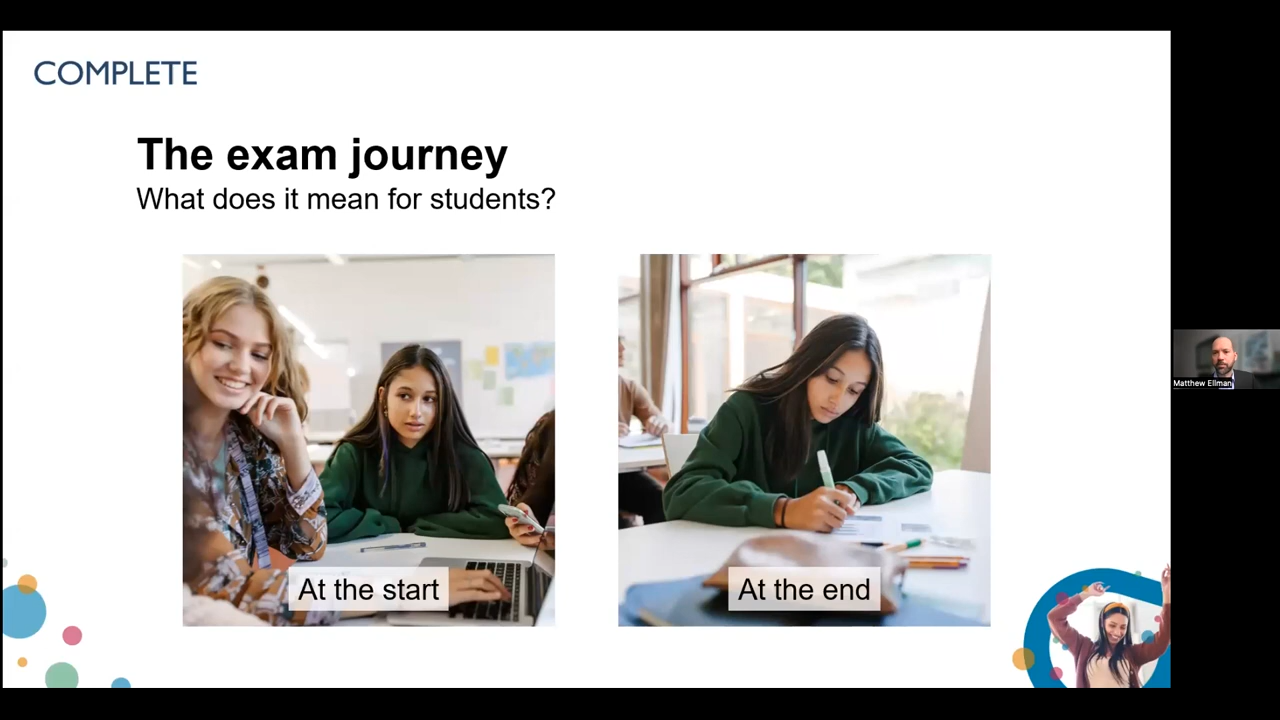 COMPLETE
The exam journey
What does it mean for students?
At the start
At the end
Matthew Ellman